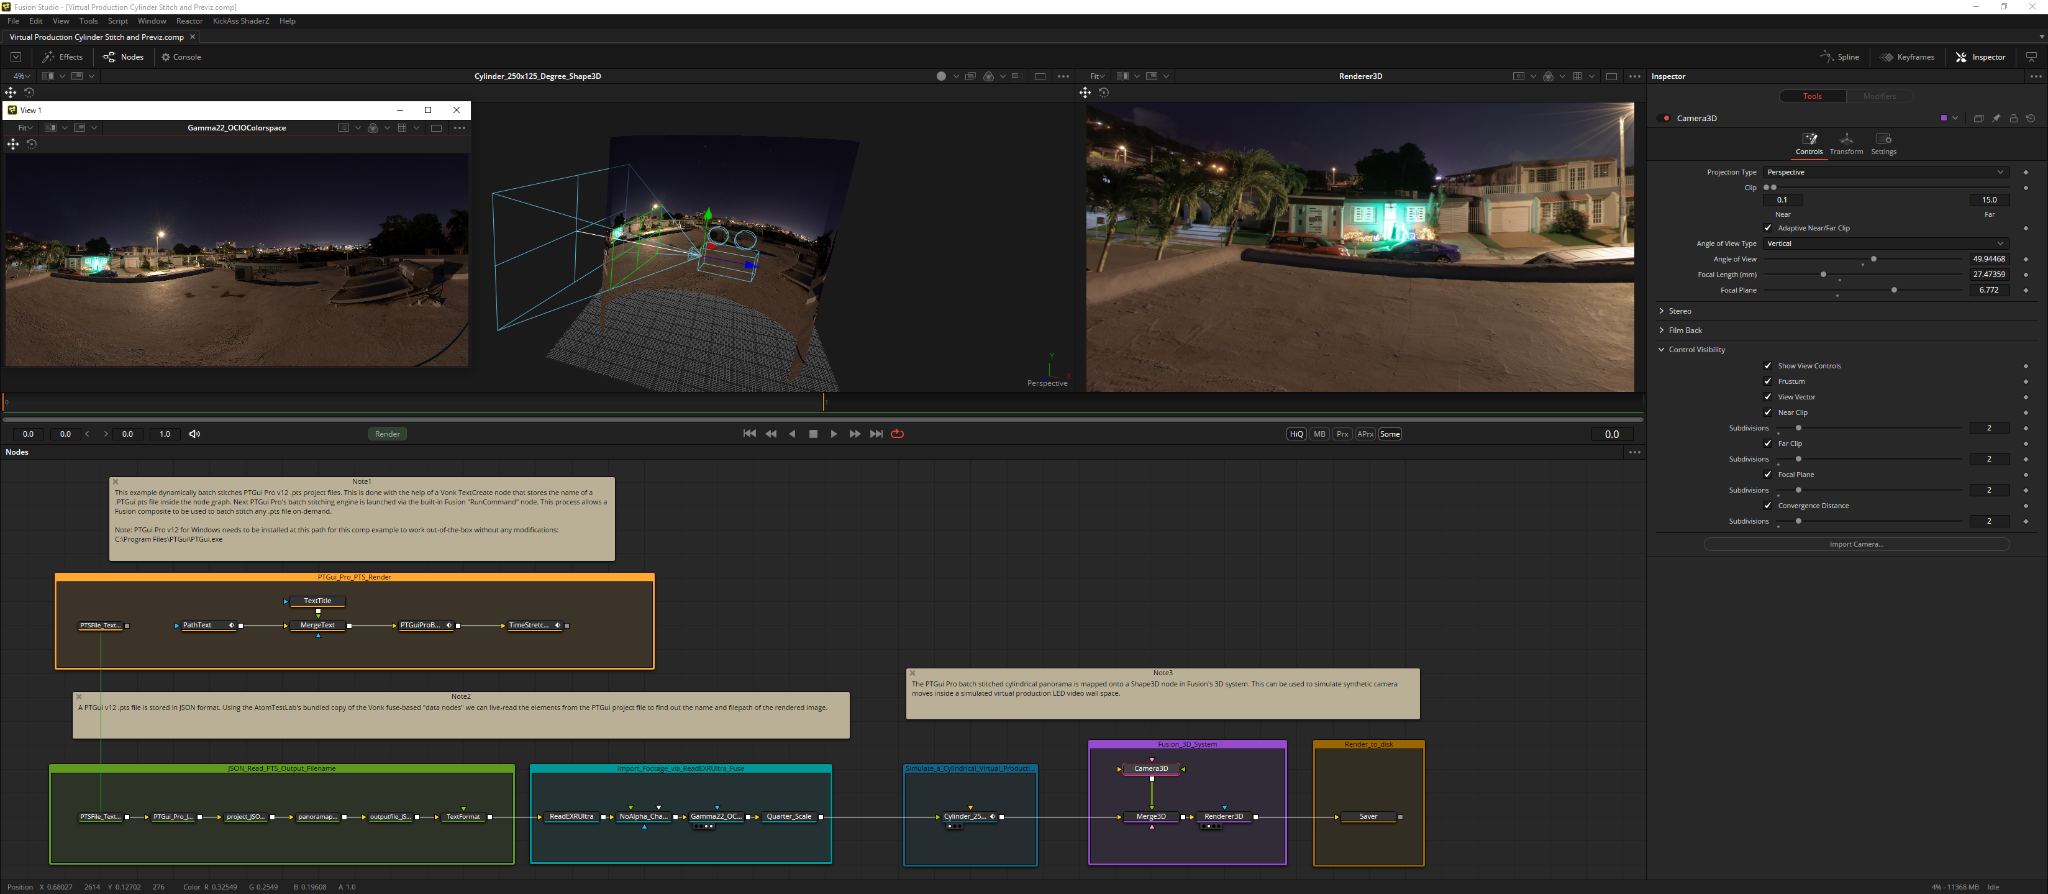 Fusion Studio - [Virtual Production Cylinder Stitch and Previz.comp]
File Edit View Tools Script Window Reactor KickAss ShaderZ Help
Virtual Production Cylinder Stitch and Previz.comp
Effects Nodes Console Spline Keyframes Inspector
4% Cylinder_250x125_Degree_Shape3D Fit Renderer3D Inspector
View 1
Fit Gamma22_OCIOColorspace
Perspective
Tools Modifiers
Camera3D
Controls Transform Settings
Projection Type Perspective
Clip
0.1 15.0
Near Far
Adaptive Near/Far Clip
Angle of View Type Vertical
Angle of View 49.94468
Focal Length (mm) 27.47359
Focal Plane 6.772
Stereo
Film Back
Control Visibility
Show View Controls
Frustum
View Vector
Near Clip
Subdivisions 2
Far Clip
Subdivisions 2
Focal Plane
Subdivisions 2
Convergence Distance
Subdivisions 2
Import Camera...
0 1
0.0 0.0 0.0 1.0 Render HiQ MB Prx APrx Some 0.0
Nodes
Note1
This example dynamically batch stitches PTGui Pro v12 .pts project files. This is done with the help of a Vonk TextCreate node that stores the name of a
.PTGui pts file inside the node graph. Next PTGui Pro's batch stitching engine is launched via the built-in Fusion "RunCommand" node. This process allows a
Fusion composite to be used to batch stitch any .pts file on-demand.
Note: PTGui Pro v12 for Windows needs to be installed at this path for this comp example to work out-of-the-box without any modifications:
C:\Program Files\PTGui\PTGui.exe
PTGui_Pro_PTS_Render
TextTitle
PTSFile_Text... PathText MergeText PTGuiProB... TimeStretc...
Note2
A PTGui v12 .pts file is stored in JSON format. Using the AtomTestLab's bundled copy of the Vonk fuse-based "data nodes" we can live-read the elements from the PTGui project file to find out the name and filepath of the rendered image.
Note3
The PTGui Pro batch stitched cylindrical panorama is mapped onto a Shape3D node in Fusion's 3D system. This can be used to simulate synthetic camera
moves inside a simulated virtual production LED video wall space.
JSON_Read_PTS_Output_Filename
PTSFile_Text... PTGui_Pro_J... project_JSO... panoramap... outputfile_JS... TextFormat
Import_Footage_via_ReadEXRUltra_Fuse
ReadEXRUltra NoAlpha_Cha... Gamma22_OC... Quarter_Scale
Simulate_a_Cylindrical_Virtual_Producti...
Cylinder_25...
Fusion_3D_System
Camera3D
Merge3D Renderer3D
Render_to_disk
Saver
Position X 0.68027 2614 Y 0.12702 276 Color R 0.32549 G 0.2549 B 0.19608 A 1.0 4% - 11368 MB Idle